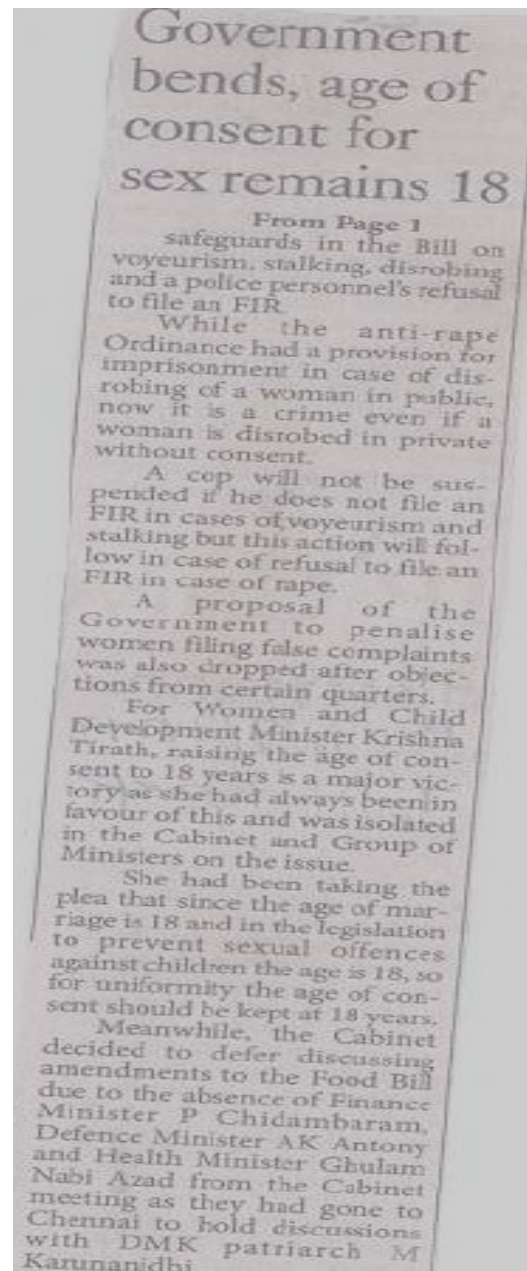 Government
bends, age of
consent for
sex remains 18
From Page 1
safeguards in the Bill on
voyeurism, stalking, disrobing
and a police personnel's refusal
to file an FIR.
While the anti-rape
Ordinance had a provision for
imprisonment in case of dis-
robing of a woman in public,
now it is a crime even if a
woman is disrobed in private
without consent.
A cop will not be sus-
pended if he does not file an
FIR in cases of voyeurism and
stalking but this action will fol-
low in case of refusal to file an
FIR in case of rape.
A proposal of the
Government to penalise
women filing false complaints
was also dropped after objec-
tions from certain quarters.
For Women and Child
Development Minister Krishna
Tirath, raising the age of con-
sent to 18 years is a major vic-
tory as she had always been in
favour of this and was isolated
in the Cabinet and Group of
Ministers on the issue.
She had been taking the
plea that since the age of mar-
riage is 18 and in the legislation
to prevent sexual offences
against children the age is 18, so
for uniformity the age of con-
sent should be kept at 18 years.
Meanwhile, the Cabinet
decided to defer discussing
amendments to the Food Bill
due to the absence of Finance
Minister P Chidambaram,
Defence Minister AK Antony
and Health Minister Ghulam
Nabi Azad from the Cabinet
meeting as they had gone to
Chennai to hold discussions
with DMK patriarch M
Karunanidhi